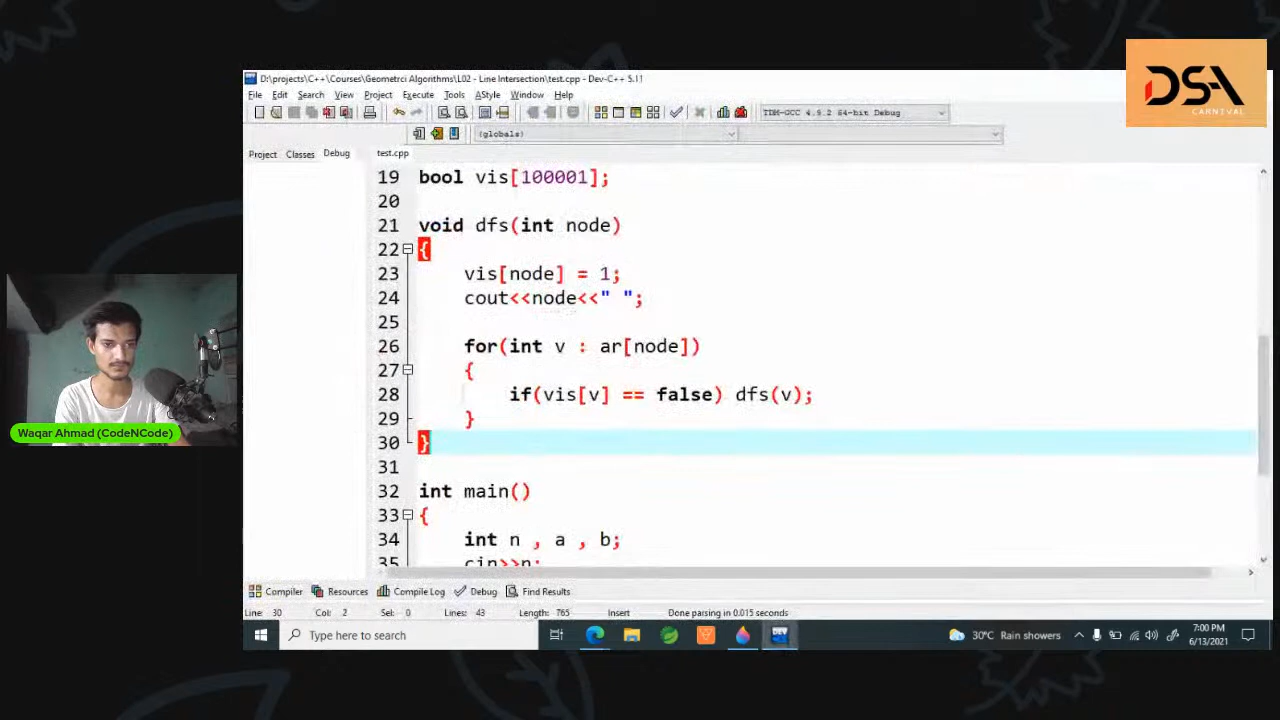 D:\projects\C++\Courses\Geometrci Algorithms\L02 - Line Intersection\test.cpp - Dev-C++ 5.11
DSA
CARNIVAL
File Edit Search View Project Execute Tools AStyle Window Help
TDM-GCC 4.9.2 64-bit Debug
(globals)
Project Classes Debug test.cpp
19 bool vis[100001];
20
21 void dfs(int node)
22 {
23 vis[node] = 1;
24 cout<<node<<" ";
25
26 for(int v : ar[node])
27 {
28 if(vis[v] == false) dfs(v);
29 }
30 }
31
32 int main()
33 {
34 int n , a , b;
35 cin>>n;
Waqar Ahmad (CodeNCode)
Compiler Resources Compile Log Debug Find Results
Line: 30 Col: 2 Sel: 0 Lines: 43 Length: 765 Insert Done parsing in 0.015 seconds
Type here to search
DEV
30°C Rain showers
7:00 PM
6/13/2021